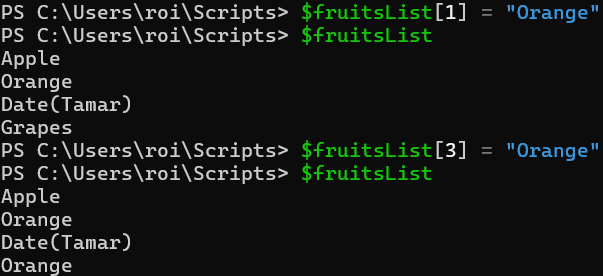 PS C:\Users\roi\Scripts> $fruitsList[1] = "Orange"
PS C:\Users\roi\Scripts> $fruitsList
Apple
Orange
Date(Tamar)
Grapes
PS C:\Users\roi\Scripts> $fruitsList[3] = "Orange"
PS C:\Users\roi\Scripts> $fruitsList
Apple
Orange
Date(Tamar)
Orange